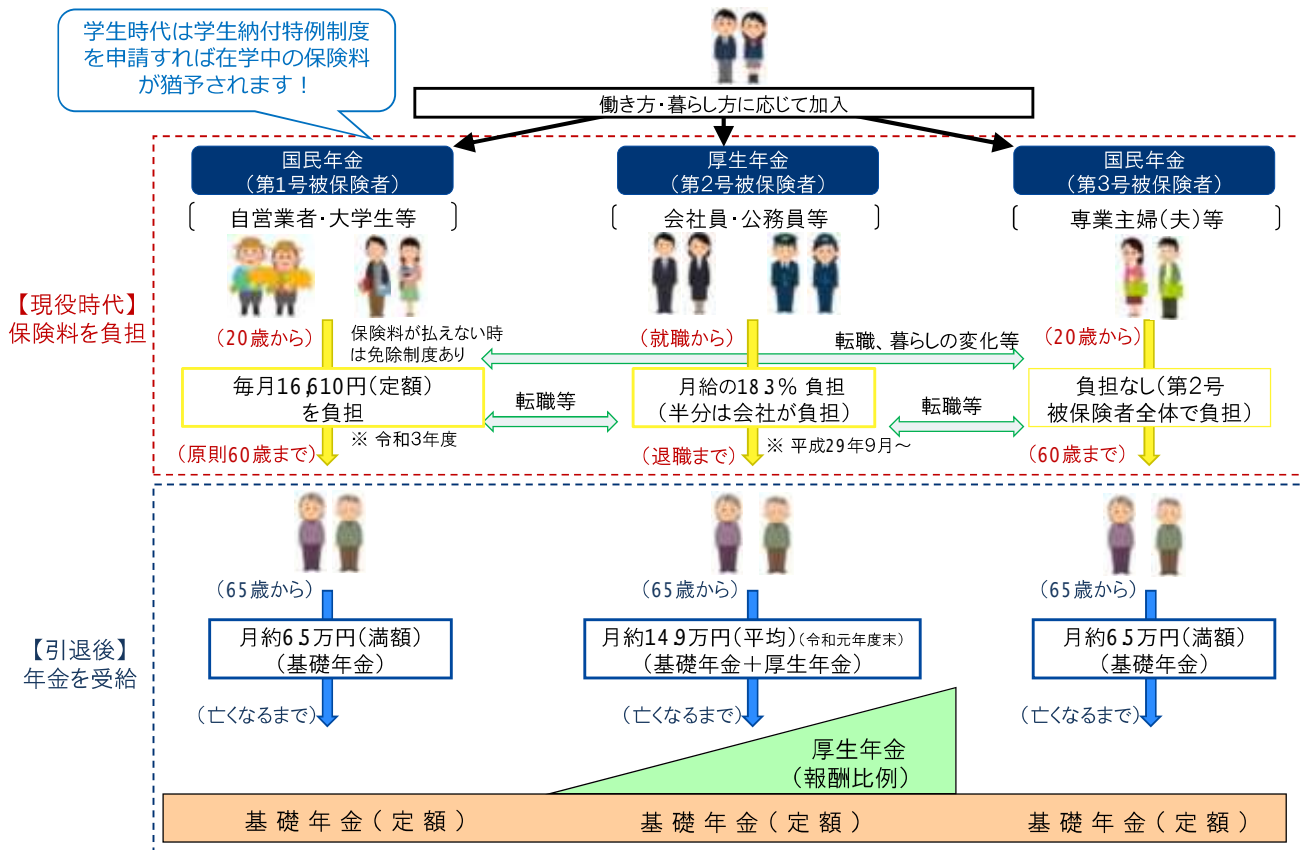 学生時代は学生納付特例制度
を申請すれば在学中の保険料
が猶予されます！
働き方・暮らし方に応じて加入
国民年金
（第1号被保険者）
厚生年金
（第2号被保険者）
国民年金
（第3号被保険者）
自営業者・大学生等
会社員・公務員等
専業主婦(夫)等
【現役時代】
保険料を負担
（20歳から）
保険料が払えない時
は免除制度あり
（就職から）
転職、暮らしの変化等
（20歳から）
毎月16,610円(定額)
を負担
転職等
月給の18.3% 負担
（半分は会社が負担）
転職等
負担なし(第2号
被保険者全体で負担)
※ 令和3年度
（原則60歳まで）
（退職まで）
※ 平成29年9月～
（60歳まで）
【引退後】
年金を受給
（65歳から）
（65歳から）
（65歳から）
月約6.5万円(満額)
（基礎年金）
月約14.9万円(平均)(令和元年度末)
（基礎年金＋厚生年金）
月約6.5万円(満額)
（基礎年金）
（亡くなるまで）
（亡くなるまで）
（亡くなるまで）
厚生年金
（報酬比例）
基礎年金(定額)
基礎年金(定額)
基礎年金(定額)